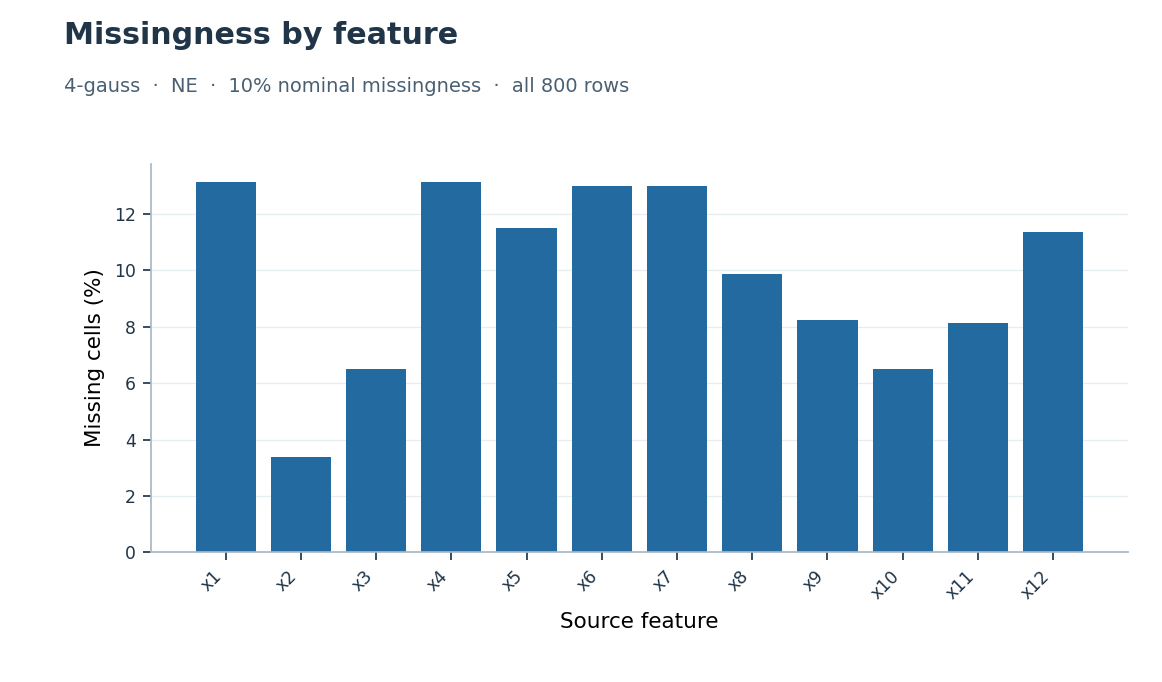 Missingness by feature
4-gauss · NE · 10% nominal missingness · all 800 rows
Missing cells (%)
12
10
8
6
4
2
0
x1 x2 x3 x4 x5 x6 x7 x8 x9 x10 x11 x12
Source feature